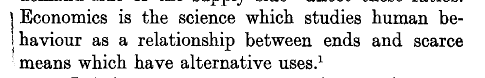 Economics is the science which studies human be-
haviour as a relationship between ends and scarce
means which have alternative uses.¹